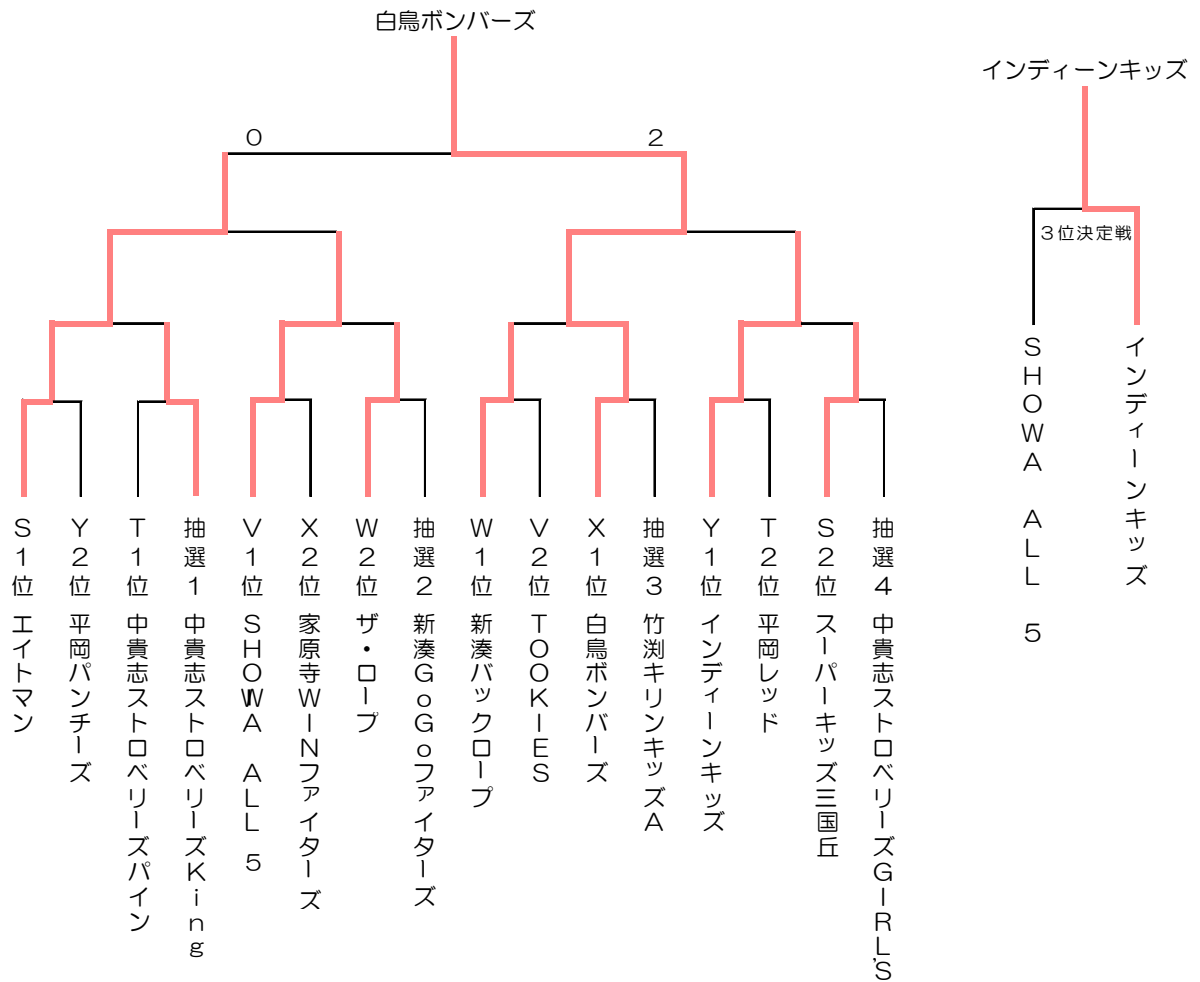 白鳥ボンバーズ
インディーンキッズ
0
2
3位決定戦
SHOWA ALL 5
インディーンキッズ
S1位 エイトマン
Y2位 平岡パンチーズ
T1位 中貴志ストロベリーズパイン
抽選1 中貴志ストロベリーズKing
V1位 SHOWA ALL 5
X2位 家原寺WINファイターズ
W2位 ザ・ロープ
抽選2 新湊GoGoファイターズ
W1位 新湊バックロープ
V2位 TOOKIES
X1位 白鳥ボンバーズ
抽選3 竹渕キリンキッズA
Y1位 インディーンキッズ
T2位 平岡レッド
S2位 スーパーキッズ三国丘
抽選4 中貴志ストロベリーズGIRL'S